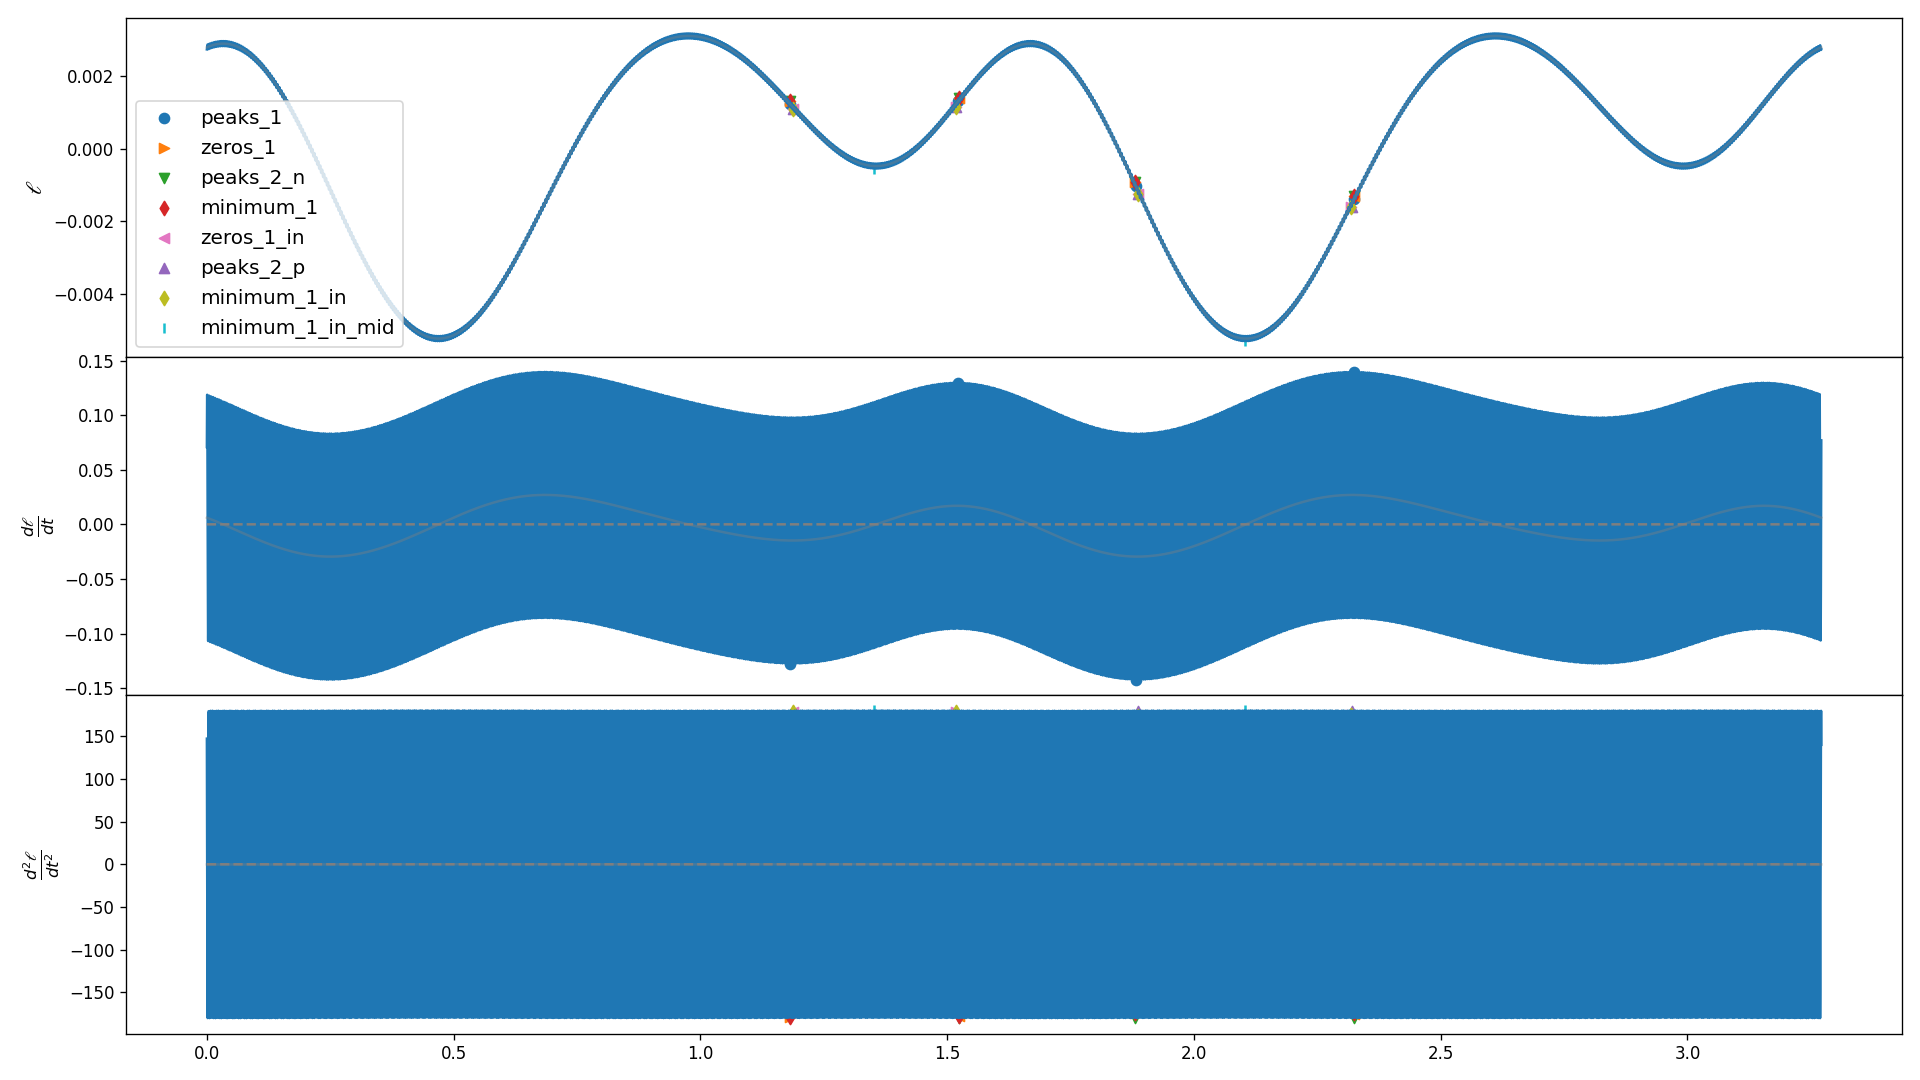 0.002
0.000
−0.002
−0.004
ℓ
peaks_1
zeros_1
peaks_2_n
minimum_1
zeros_1_in
peaks_2_p
minimum_1_in
minimum_1_in_mid
0.15
0.10
0.05
0.00
−0.05
−0.10
−0.15
dℓ/dt
150
100
50
0
−50
−100
−150
d²ℓ/dt²
0.0 0.5 1.0 1.5 2.0 2.5 3.0